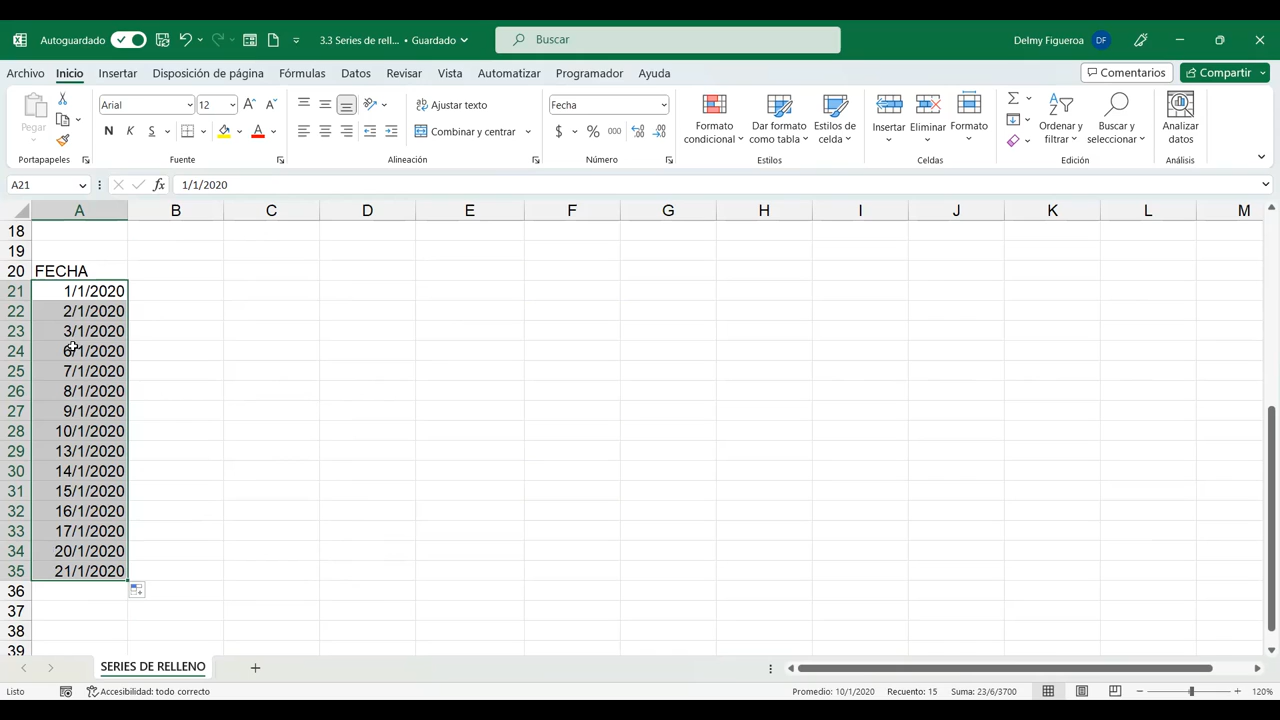 Autoguardado 3.3 Series de rell... • Guardado Buscar Delmy Figueroa DF
Archivo Inicio Insertar Disposición de página Fórmulas Datos Revisar Vista Automatizar Programador Ayuda Comentarios Compartir
Pegar Arial 12 Ajustar texto Fecha Formato condicional Dar formato como tabla Estilos de celda Insertar Eliminar Formato Ordenar y filtrar Buscar y seleccionar Analizar datos
N K S A Combinar y centrar $ % 000
Portapapeles Fuente Alineación Número Estilos Celdas Edición Análisis
A21 fx 1/1/2020
A B C D E F G H I J K L M
18
19
20 FECHA
21 1/1/2020
22 2/1/2020
23 3/1/2020
24 6/1/2020
25 7/1/2020
26 8/1/2020
27 9/1/2020
28 10/1/2020
29 13/1/2020
30 14/1/2020
31 15/1/2020
32 16/1/2020
33 17/1/2020
34 20/1/2020
35 21/1/2020
36
37
38
39
SERIES DE RELLENO
Listo Accesibilidad: todo correcto Promedio: 10/1/2020 Recuento: 15 Suma: 23/6/3700 120%